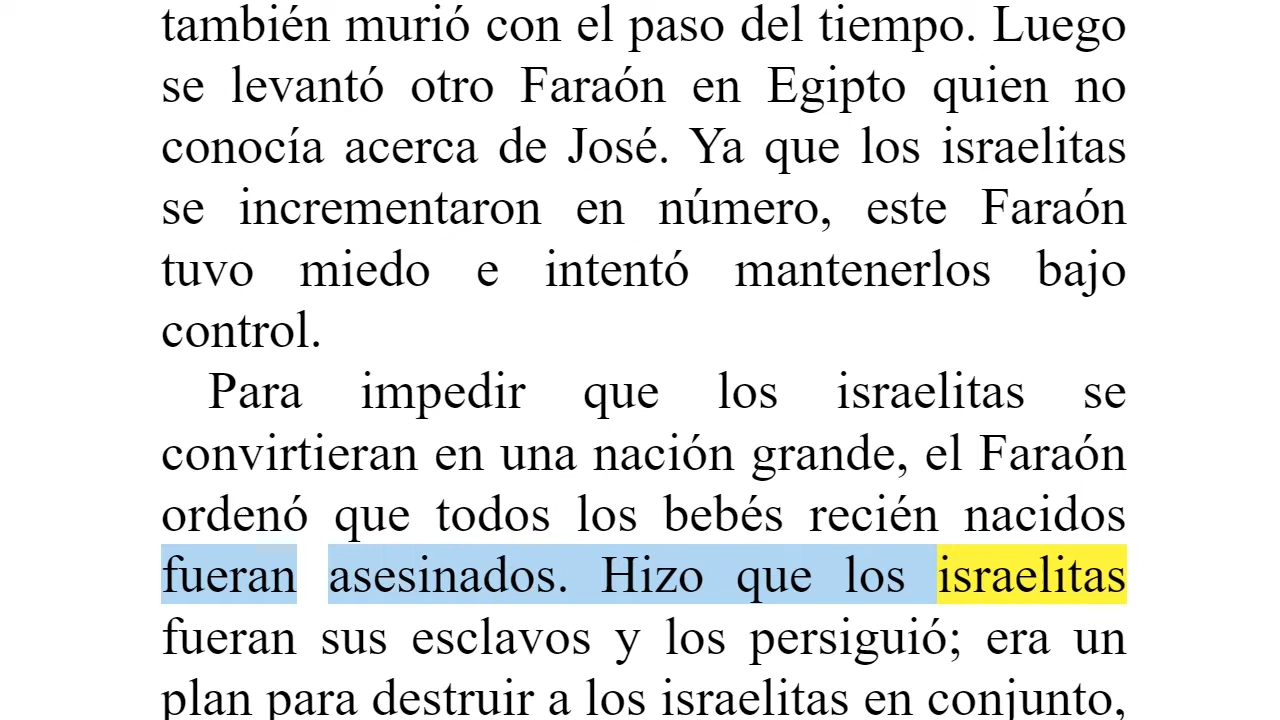 también murió con el paso del tiempo. Luego
se levantó otro Faraón en Egipto quien no
conocía acerca de José. Ya que los israelitas
se incrementaron en número, este Faraón
tuvo miedo e intentó mantenerlos bajo
control.
Para impedir que los israelitas se
convirtieran en una nación grande, el Faraón
ordenó que todos los bebés recién nacidos
fueran asesinados. Hizo que los israelitas
fueran sus esclavos y los persiguió; era un
plan para destruir a los israelitas en conjunto,